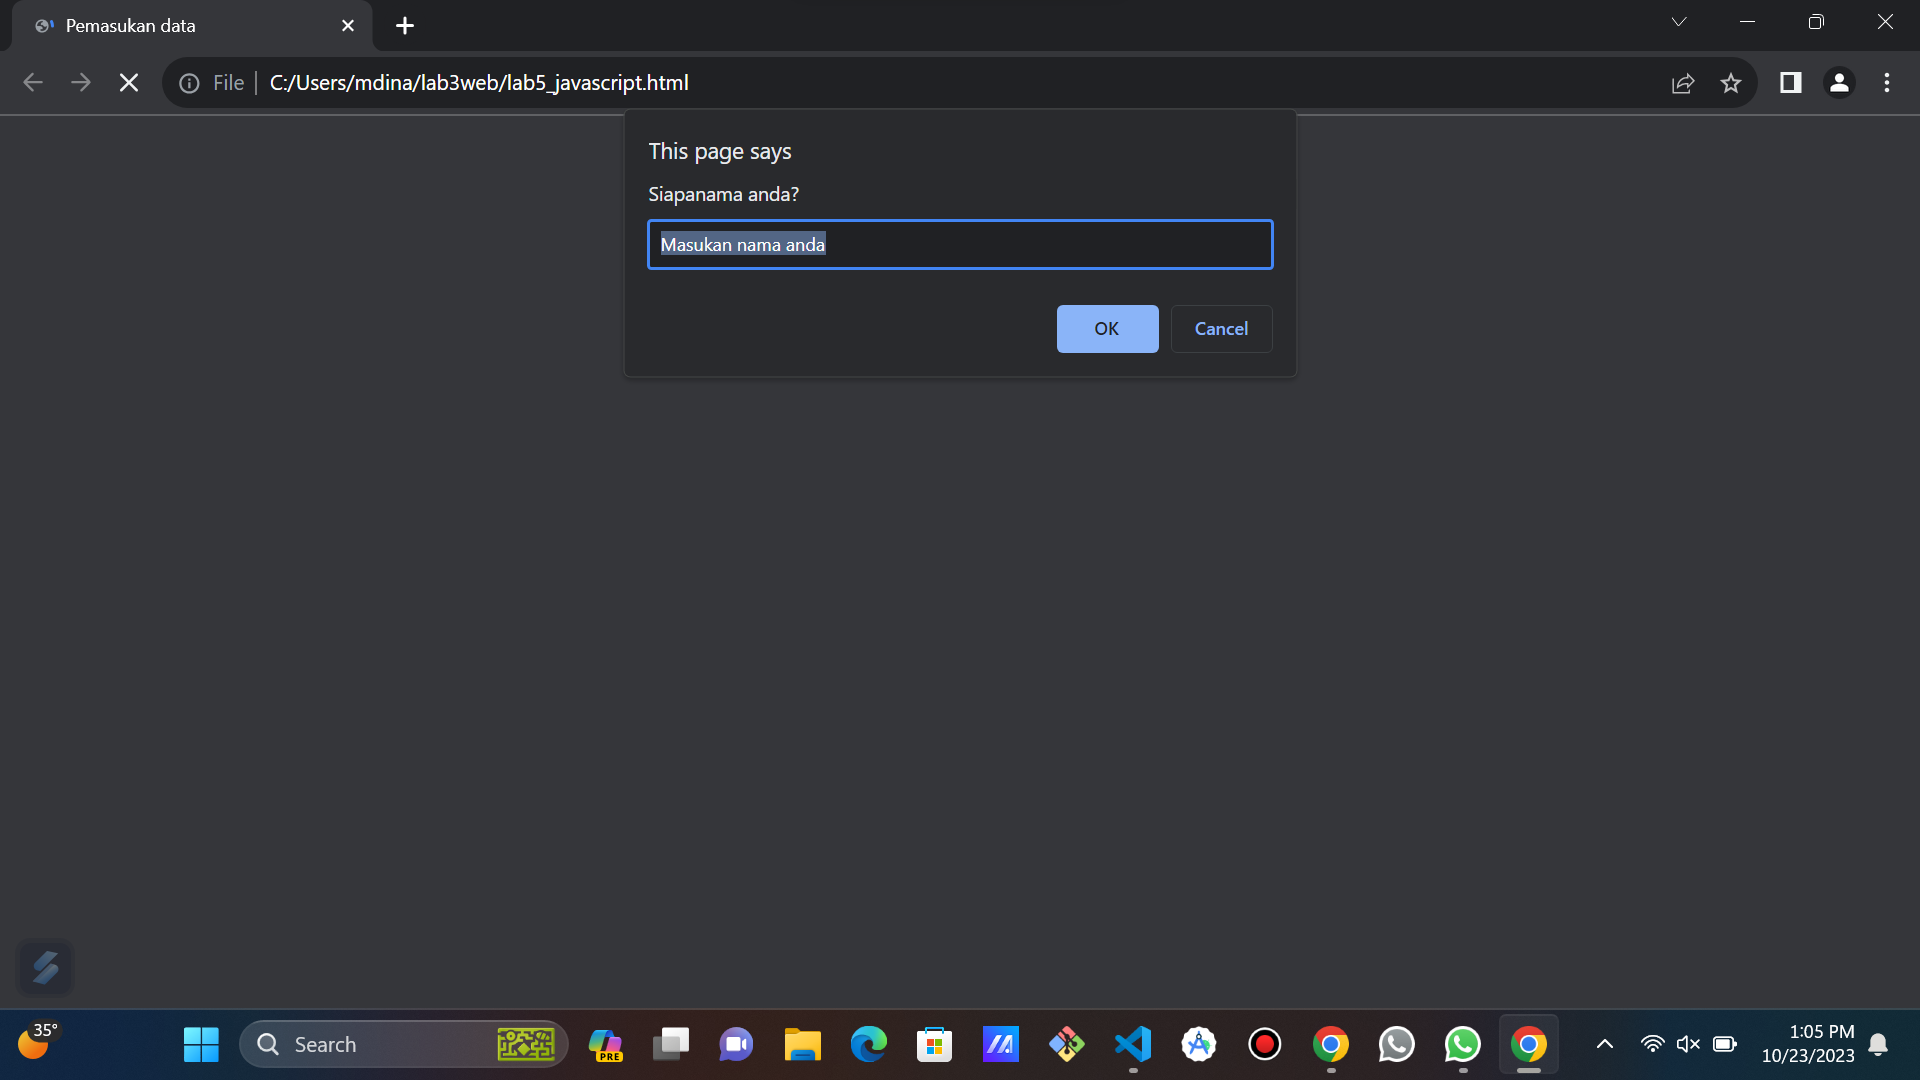 Pemasukan data
File
C:/Users/mdina/lab3web/lab5_javascript.html
This page says
Siapanama anda?
Masukan nama anda
OK
Cancel
35°
Search
PRE
1:05 PM
10/23/2023